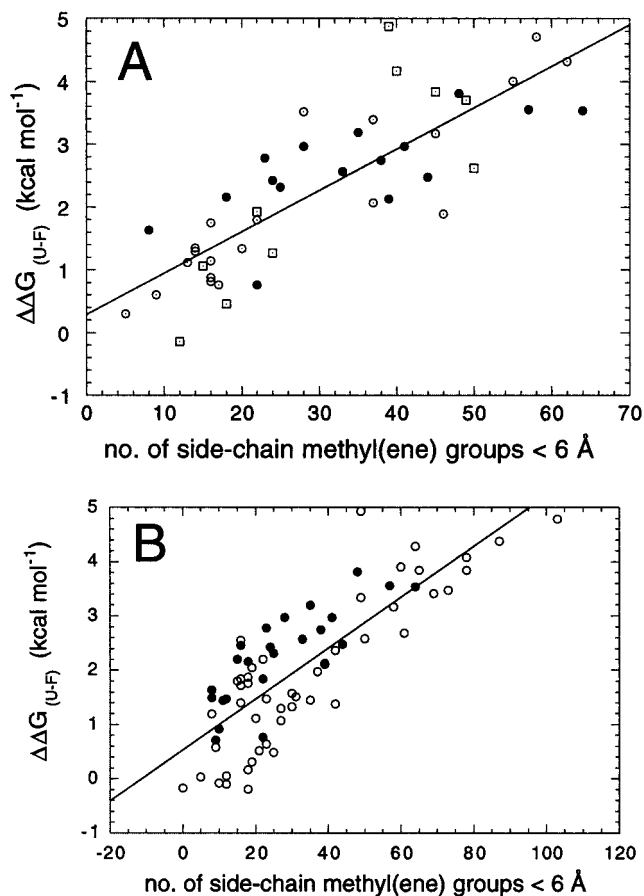 A
5
4
3
2
1
0
-1
ΔΔG (U-F) (kcal mol⁻¹)
0 10 20 30 40 50 60 70
no. of side-chain methyl(ene) groups < 6 Å
B
5
4
3
2
1
0
-1
ΔΔG (U-F) (kcal mol⁻¹)
-20 0 20 40 60 80 100 120
no. of side-chain methyl(ene) groups < 6 Å